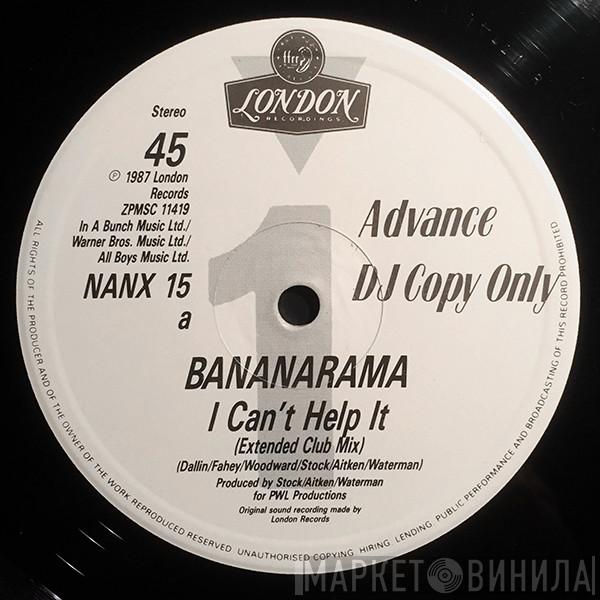 ffrr
LONDON
RECORDINGS
Stereo
45
℗ 1987 London
Records
ZPMSC 11419
In A Bunch Music Ltd./
Warner Bros. Music Ltd./
All Boys Music Ltd.
NANX 15
a
1
Advance
DJ Copy Only
BANANARAMA
I Can't Help It
(Extended Club Mix)
(Dallin/Fahey/Woodward/Stock/Aitken/Waterman)
Produced by Stock/Aitken/Waterman
for PWL Productions
Original sound recording made by
London Records
ALL RIGHTS OF THE PRODUCER AND OF THE OWNER OF THE WORK REPRODUCED RESERVED. UNAUTHORISED COPYING, HIRING, LENDING, PUBLIC PERFORMANCE AND BROADCASTING OF THIS RECORD PROHIBITED
МАРКЕТ ВИНИЛА